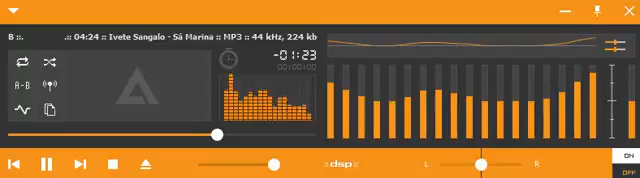 B ::.
.:: 04:24 :: Ivete Sangalo - Sá Marina :: MP3 :: 44 kHz, 224 kb
-01:23
00:00:00
A-B
dsp
L
R
ON
OFF